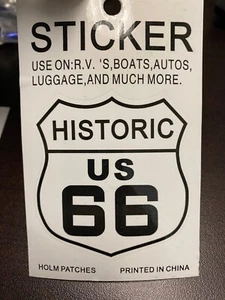 STICKER
USE ON:R.V. 'S,BOATS,AUTOS,
LUGGAGE,AND MUCH MORE.
HISTORIC
US
66
HOLM PATCHES PRINTED IN CHINA